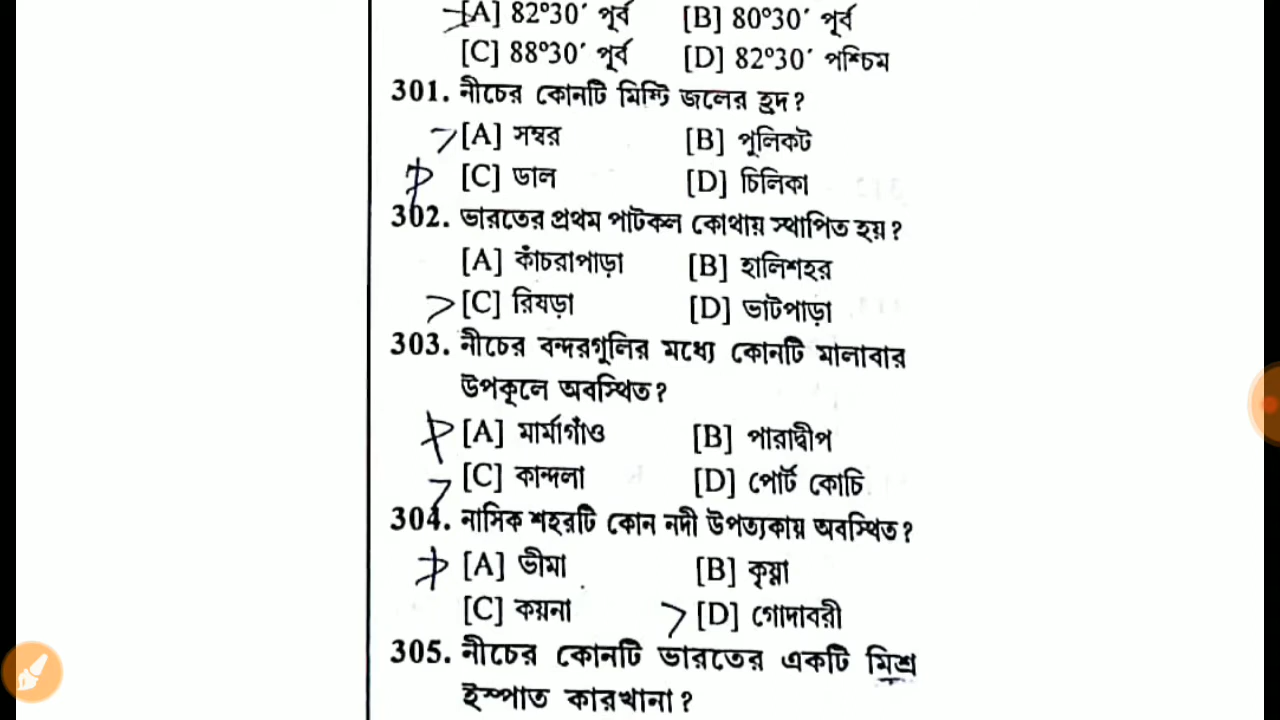 [A] 82°30′ পূর্ব [B] 80°30′ পূর্ব
[C] 88°30′ পূর্ব [D] 82°30′ পশ্চিম
301. নীচের কোনটি মিষ্টি জলের হ্রদ?
[A] সম্বর [B] পুলিকট
[C] ডাল [D] চিলিকা
302. ভারতের প্রথম পাটকল কোথায় স্থাপিত হয়?
[A] কাঁচরাপাড়া [B] হালিশহর
[C] রিষড়া [D] ভাটপাড়া
303. নীচের বন্দরগুলির মধ্যে কোনটি মালাবার
উপকূলে অবস্থিত?
[A] মার্মাগাঁও [B] পারাদ্বীপ
[C] কান্দলা [D] পোর্ট কোচি
304. নাসিক শহরটি কোন নদী উপত্যকায় অবস্থিত?
[A] ভীমা [B] কৃষ্ণা
[C] কয়না [D] গোদাবরী
305. নীচের কোনটি ভারতের একটি মিশ্র
ইস্পাত কারখানা?